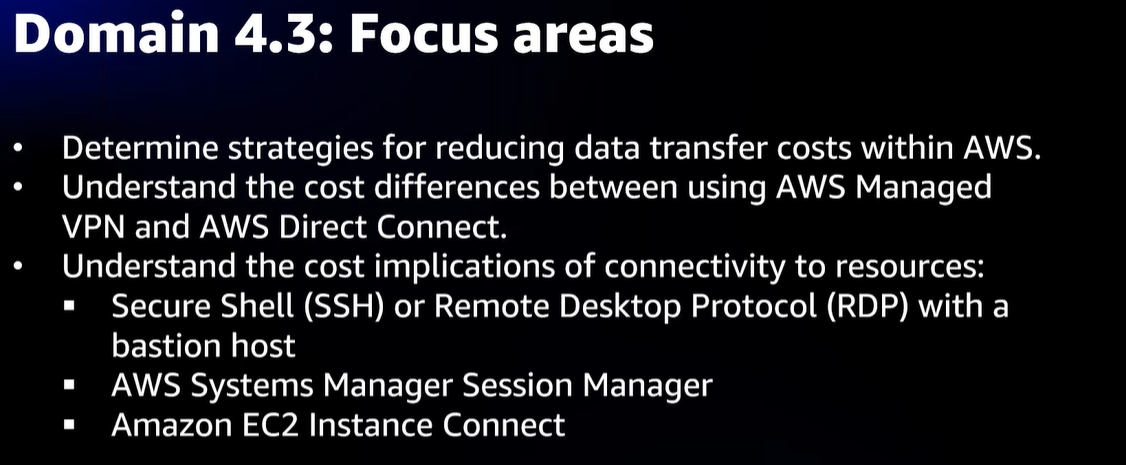 Domain 4.3: Focus areas
• Determine strategies for reducing data transfer costs within AWS.
• Understand the cost differences between using AWS Managed
VPN and AWS Direct Connect.
• Understand the cost implications of connectivity to resources:
▪ Secure Shell (SSH) or Remote Desktop Protocol (RDP) with a
bastion host
▪ AWS Systems Manager Session Manager
▪ Amazon EC2 Instance Connect